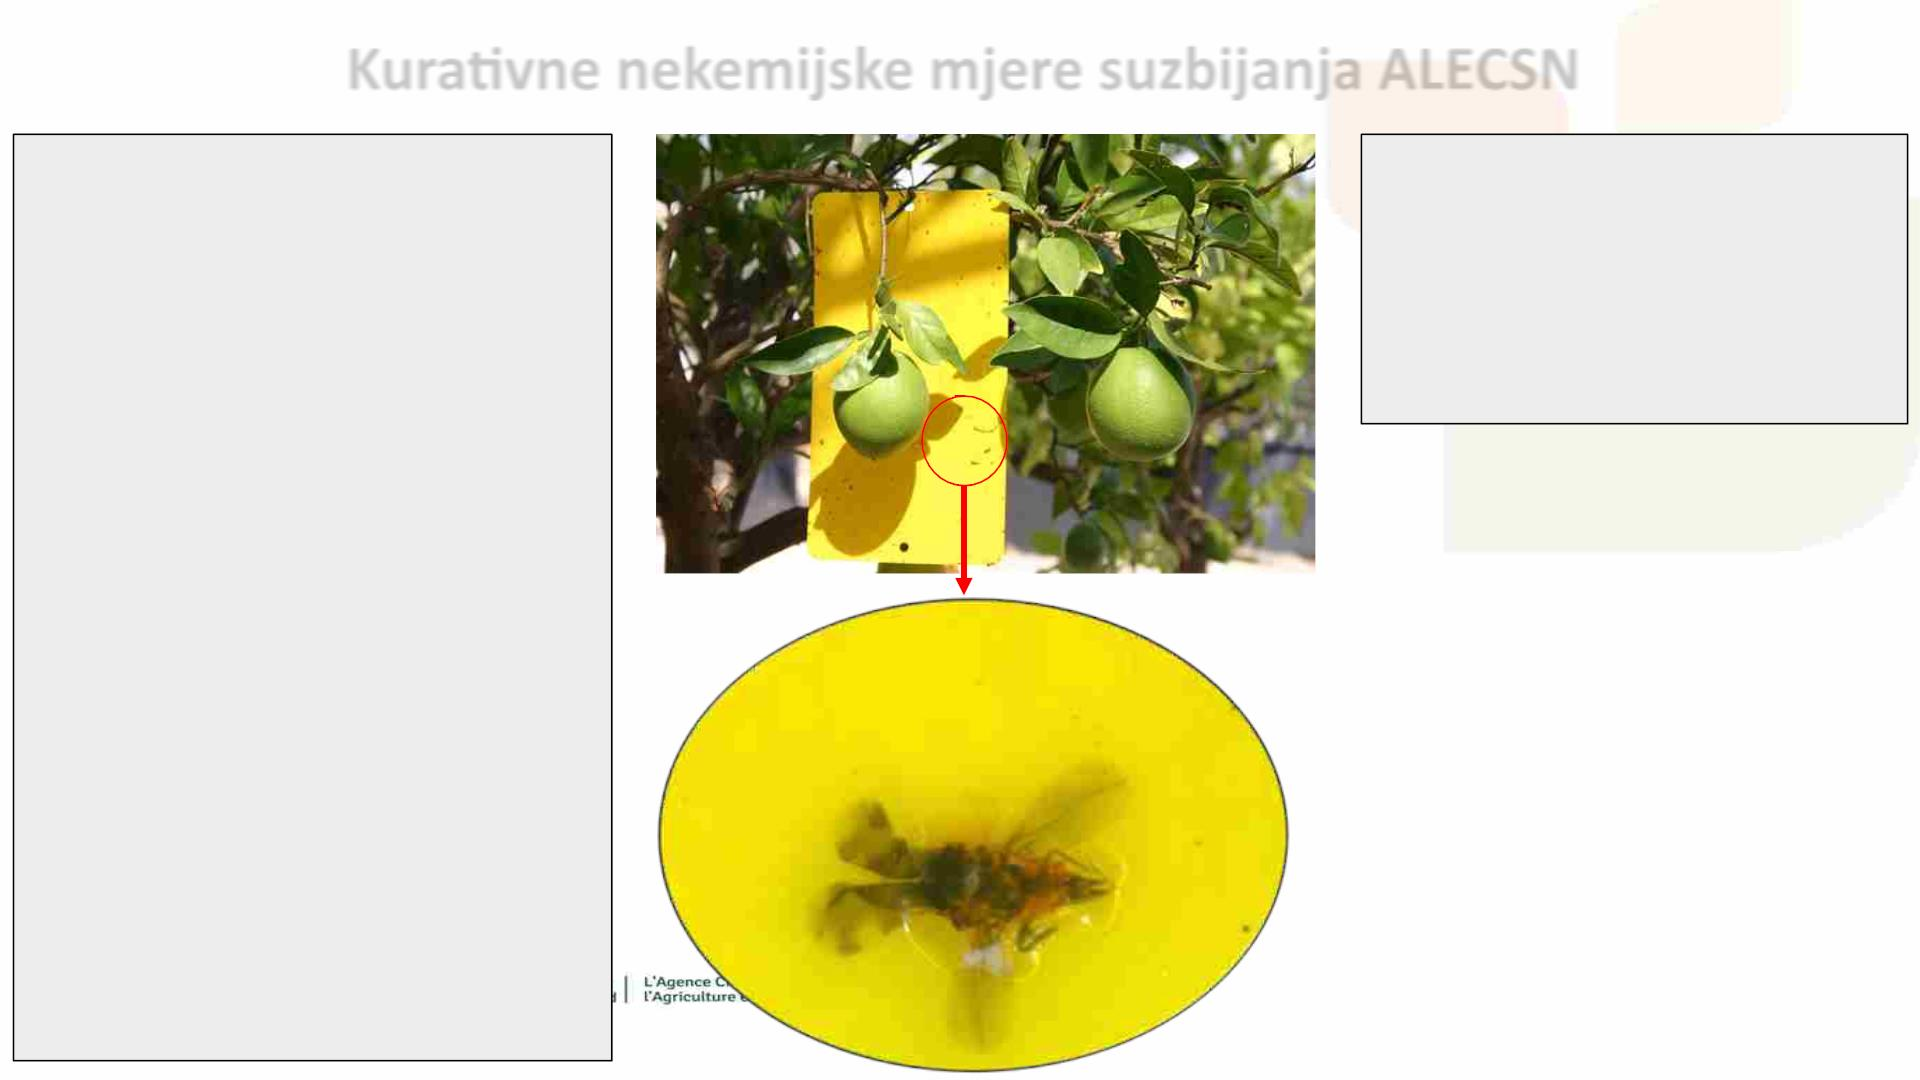 Kurativne nekemijske mjere suzbijanja ALECSN
L'Agence
l'Agriculture